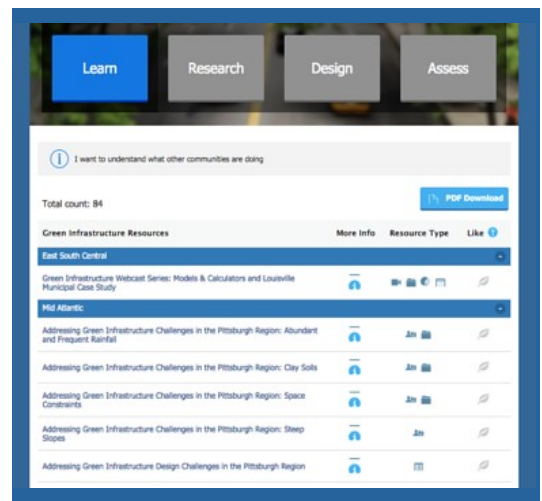 Learn
Research
Design
Assess
I want to understand what other communities are doing
Total count: 84
PDF Download
Green Infrastructure Resources More Info Resource Type Like
East South Central
Green Infrastructure Webcast Series: Models & Calculators and Louisville
Municipal Case Study
Mid Atlantic
Addressing Green Infrastructure Challenges in the Pittsburgh Region: Abundant
and Frequent Rainfall
Addressing Green Infrastructure Challenges in the Pittsburgh Region: Clay Soils
Addressing Green Infrastructure Challenges in the Pittsburgh Region: Space
Constraints
Addressing Green Infrastructure Challenges in the Pittsburgh Region: Steep
Slopes
Addressing Green Infrastructure Design Challenges in the Pittsburgh Region